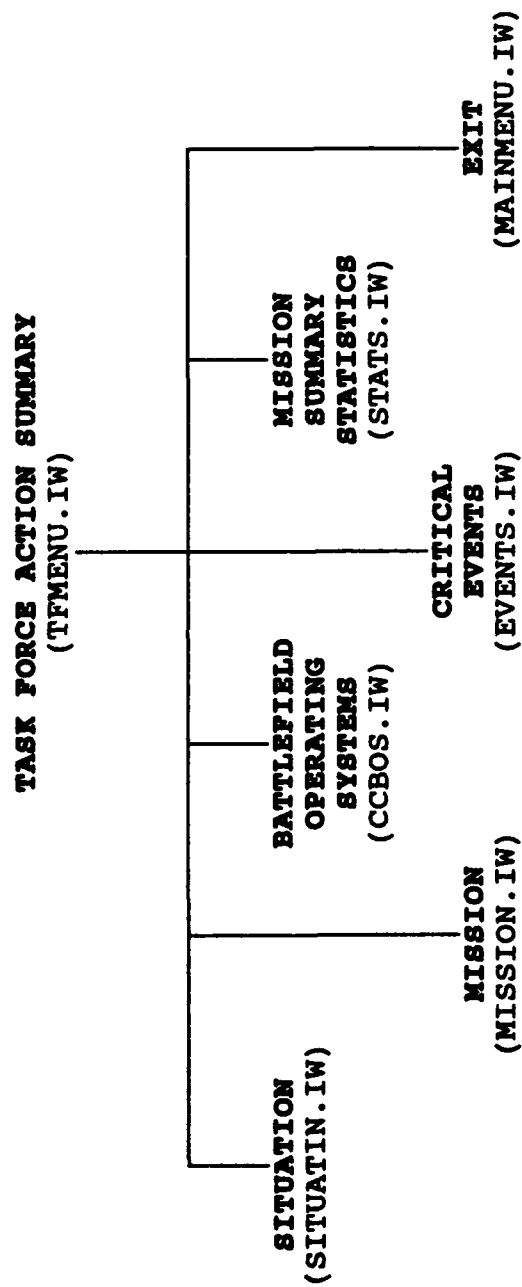 TASK FORCE ACTION SUMMARY
(TFMENU.IW)
SITUATION
(SITUATIN.IW)
MISSION
(MISSION.IW)
BATTLEFIELD
OPERATING
SYSTEMS
(CCBOS.IW)
CRITICAL
EVENTS
(EVENTS.IW)
MISSION
SUMMARY
STATISTICS
(STATS.IW)
EXIT
(MAINMENU.IW)